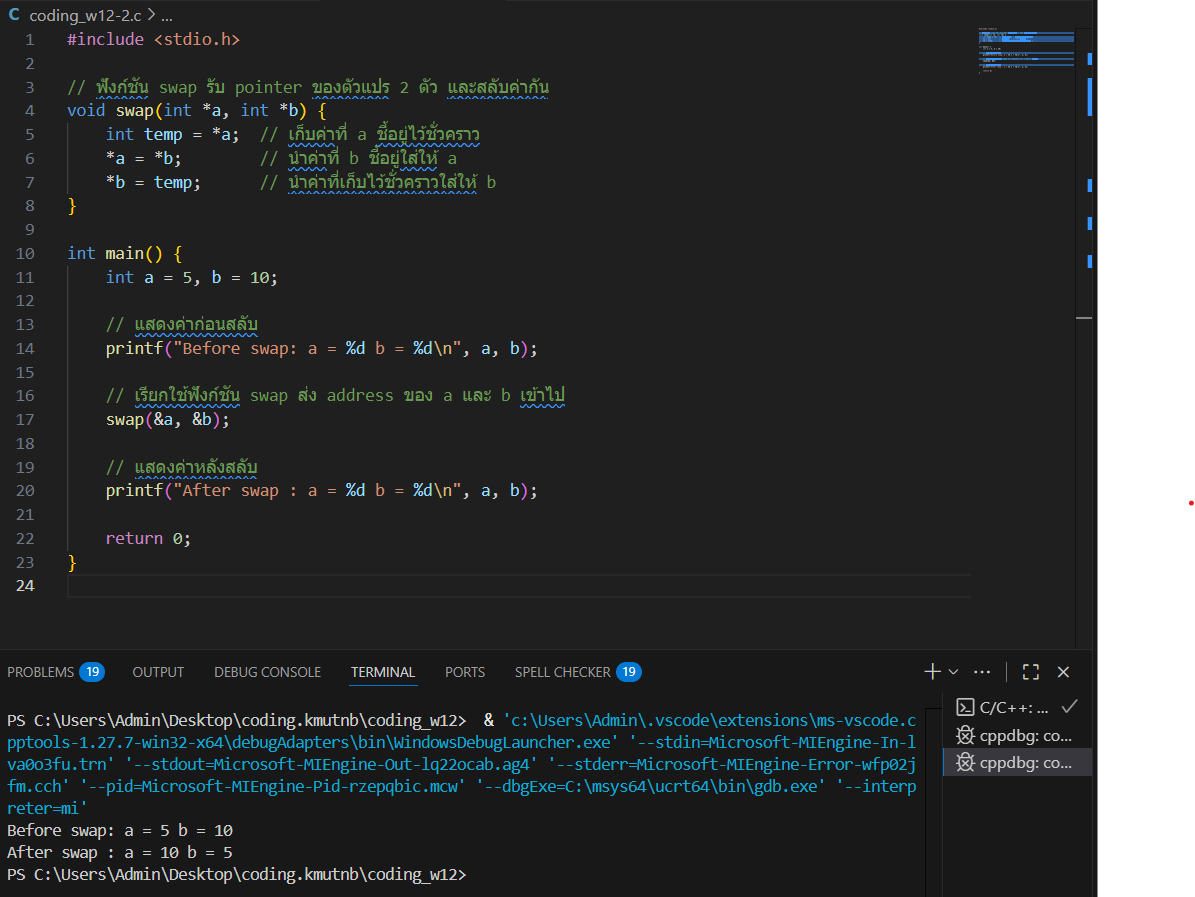 C coding_w12-2.c > ...
1 #include <stdio.h>
2
3 // ฟังก์ชัน swap รับ pointer ของตัวแปร 2 ตัว และสลับค่ากัน
4 void swap(int *a, int *b) {
5     int temp = *a;  // เก็บค่าที่ a ชี้อยู่ไว้ชั่วคราว
6     *a = *b;        // นำค่าที่ b ชี้อยู่ใส่ให้ a
7     *b = temp;      // นำค่าที่เก็บไว้ชั่วคราวใส่ให้ b
8 }
9
10 int main() {
11     int a = 5, b = 10;
12
13     // แสดงค่าก่อนสลับ
14     printf("Before swap: a = %d b = %d\n", a, b);
15
16     // เรียกใช้ฟังก์ชัน swap ส่ง address ของ a และ b เข้าไป
17     swap(&a, &b);
18
19     // แสดงค่าหลังสลับ
20     printf("After swap : a = %d b = %d\n", a, b);
21
22     return 0;
23 }
24
PROBLEMS 19 OUTPUT DEBUG CONSOLE TERMINAL PORTS SPELL CHECKER 19
PS C:\Users\Admin\Desktop\coding.kmutnb\coding_w12>  & 'c:\Users\Admin\.vscode\extensions\ms-vscode.c
pptools-1.27.7-win32-x64\debugAdapters\bin\WindowsDebugLauncher.exe' '--stdin=Microsoft-MIEngine-In-l
va0o3fu.trn' '--stdout=Microsoft-MIEngine-Out-lq22ocab.ag4' '--stderr=Microsoft-MIEngine-Error-wfp02j
fm.cch' '--pid=Microsoft-MIEngine-Pid-rzepqbic.mcw' '--dbgExe=C:\msys64\ucrt64\bin\gdb.exe' '--interp
reter=mi'
Before swap: a = 5 b = 10
After swap : a = 10 b = 5
PS C:\Users\Admin\Desktop\coding.kmutnb\coding_w12>
C/C++: ...
cppdbg: co...
cppdbg: co...